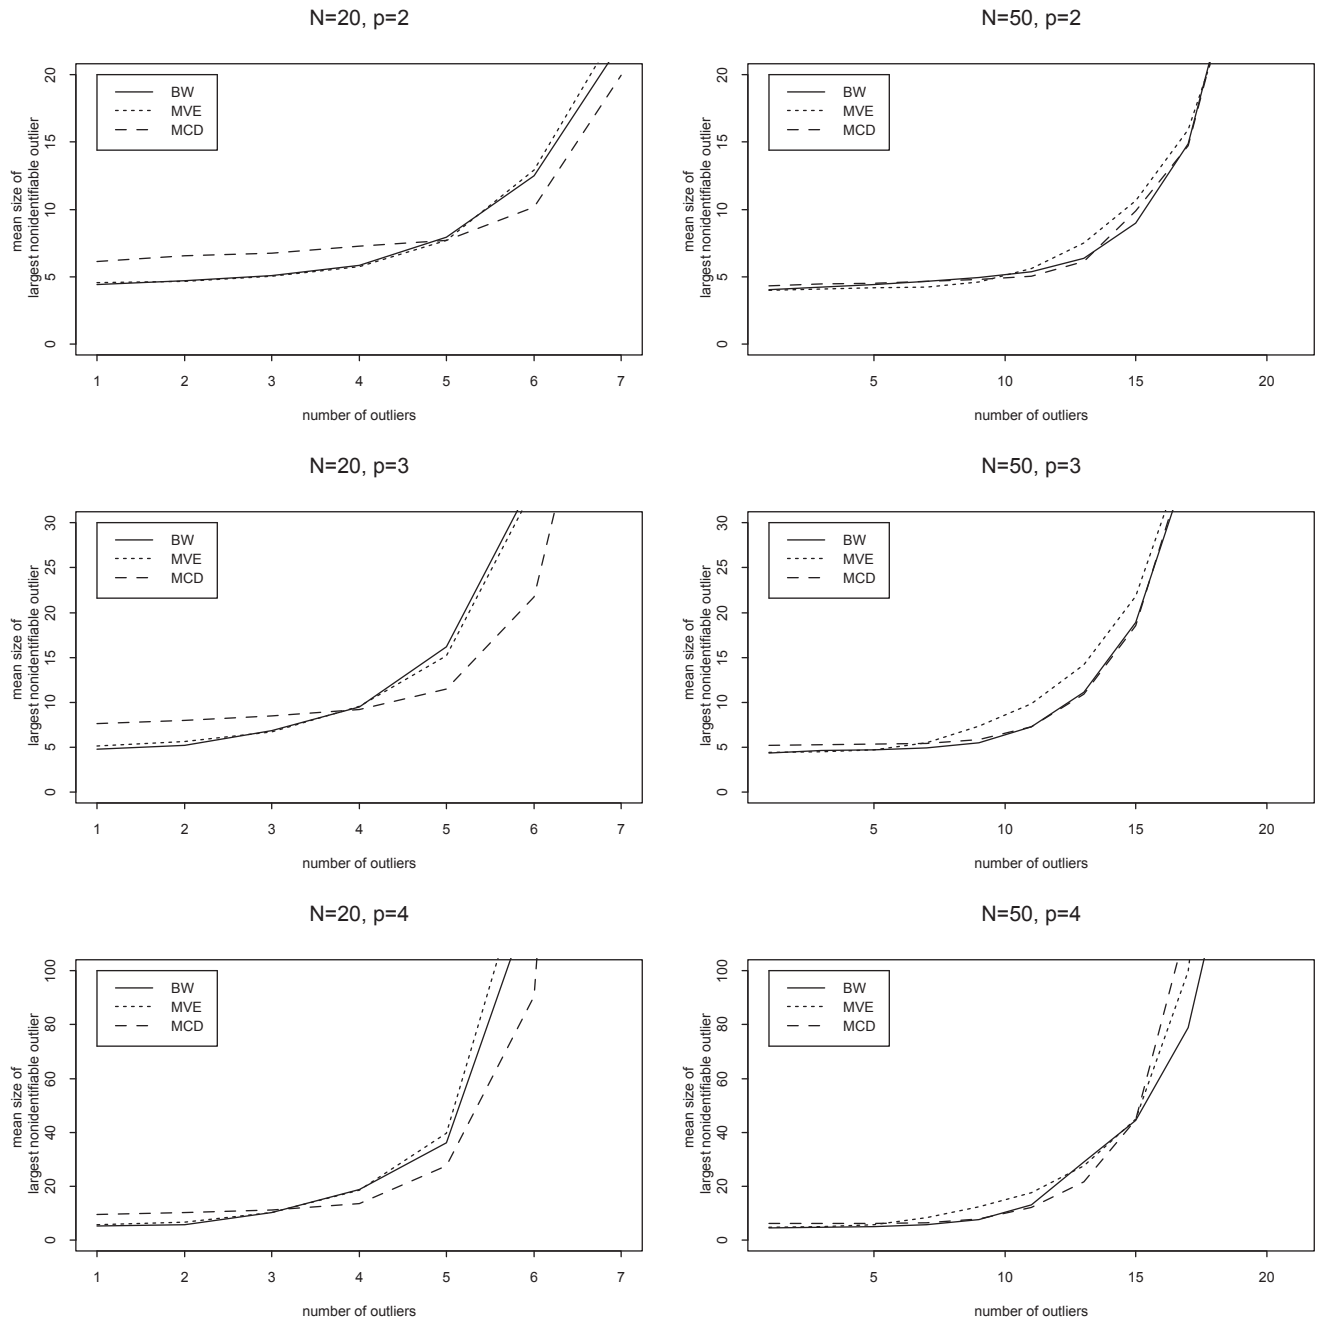 N=20, p=2
mean size of
largest nonidentifiable outlier
0 5 10 15 20
BW
MVE
MCD
1 2 3 4 5 6 7
number of outliers
N=50, p=2
mean size of
largest nonidentifiable outlier
0 5 10 15 20
BW
MVE
MCD
5 10 15 20
number of outliers
N=20, p=3
mean size of
largest nonidentifiable outlier
0 5 10 15 20 25 30
BW
MVE
MCD
1 2 3 4 5 6 7
number of outliers
N=50, p=3
mean size of
largest nonidentifiable outlier
0 5 10 15 20 25 30
BW
MVE
MCD
5 10 15 20
number of outliers
N=20, p=4
mean size of
largest nonidentifiable outlier
0 20 40 60 80 100
BW
MVE
MCD
1 2 3 4 5 6 7
number of outliers
N=50, p=4
mean size of
largest nonidentifiable outlier
0 20 40 60 80 100
BW
MVE
MCD
5 10 15 20
number of outliers